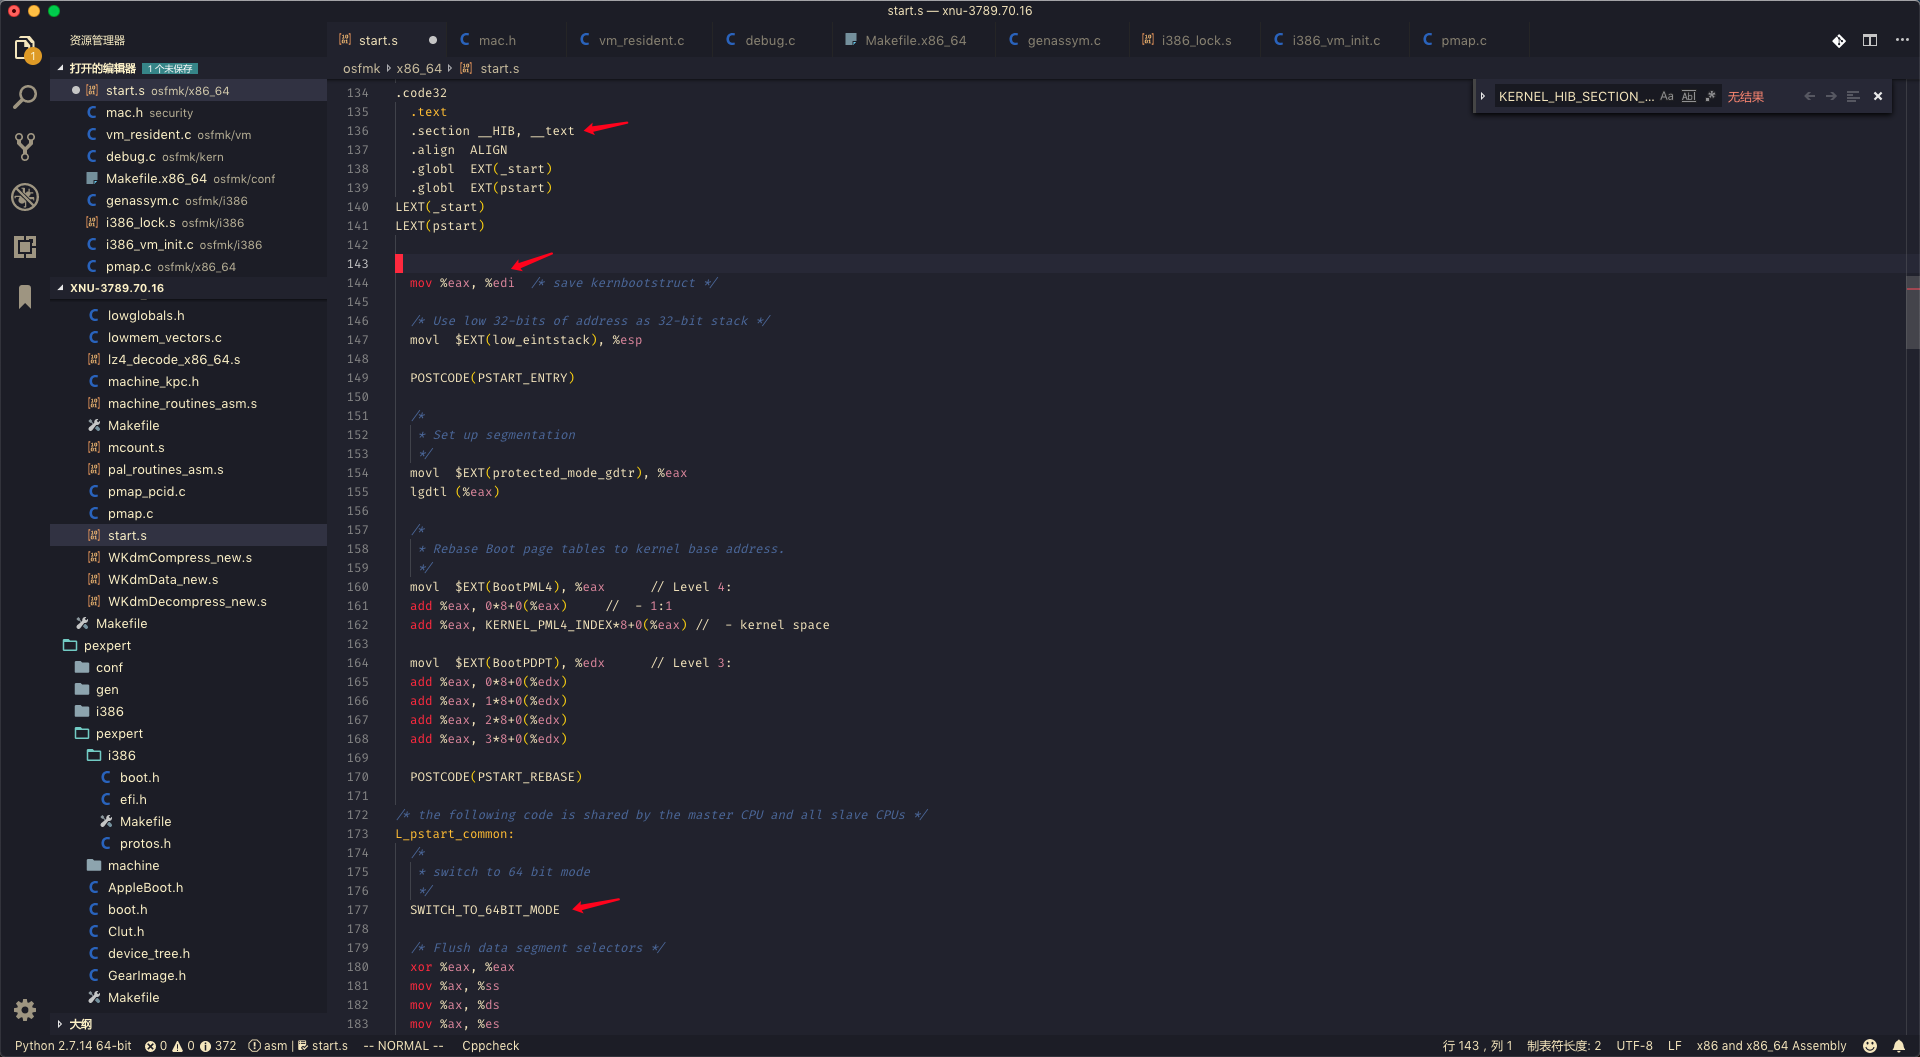 start.s — xnu-3789.70.16
资源管理器
1
打开的编辑器 1 个未保存
start.s osfmk/x86_64
mac.h security
vm_resident.c osfmk/vm
debug.c osfmk/kern
Makefile.x86_64 osfmk/conf
genassym.c osfmk/i386
i386_lock.s osfmk/i386
i386_vm_init.c osfmk/i386
pmap.c osfmk/x86_64
XNU-3789.70.16
lowglobals.h
lowmem_vectors.c
lz4_decode_x86_64.s
machine_kpc.h
machine_routines_asm.s
Makefile
mcount.s
pal_routines_asm.s
pmap_pcid.c
pmap.c
start.s
WKdmCompress_new.s
WKdmData_new.s
WKdmDecompress_new.s
Makefile
pexpert
conf
gen
i386
pexpert
i386
boot.h
efi.h
Makefile
protos.h
machine
AppleBoot.h
boot.h
Clut.h
device_tree.h
GearImage.h
Makefile
大纲
start.s mac.h vm_resident.c debug.c Makefile.x86_64 genassym.c i386_lock.s i386_vm_init.c pmap.c
osfmk x86_64 start.s
KERNEL_HIB_SECTION_... Aa Abl .* 无结果
134 .code32
135 .text
136 .section __HIB, __text
137 .align ALIGN
138 .globl EXT(_start)
139 .globl EXT(pstart)
140 LEXT(_start)
141 LEXT(pstart)
142
143
144 mov %eax, %edi /* save kernbootstruct */
145
146 /* Use low 32-bits of address as 32-bit stack */
147 movl $EXT(low_eintstack), %esp
148
149 POSTCODE(PSTART_ENTRY)
150
151 /*
152 * Set up segmentation
153 */
154 movl $EXT(protected_mode_gdtr), %eax
155 lgdtl (%eax)
156
157 /*
158 * Rebase Boot page tables to kernel base address.
159 */
160 movl $EXT(BootPML4), %eax // Level 4:
161 add %eax, 0*8+0(%eax) // - 1:1
162 add %eax, KERNEL_PML4_INDEX*8+0(%eax) // - kernel space
163
164 movl $EXT(BootPDPT), %edx // Level 3:
165 add %eax, 0*8+0(%edx)
166 add %eax, 1*8+0(%edx)
167 add %eax, 2*8+0(%edx)
168 add %eax, 3*8+0(%edx)
169
170 POSTCODE(PSTART_REBASE)
171
172 /* the following code is shared by the master CPU and all slave CPUs */
173 L_pstart_common:
174 /*
175 * switch to 64 bit mode
176 */
177 SWITCH_TO_64BIT_MODE
178
179 /* Flush data segment selectors */
180 xor %eax, %eax
181 mov %ax, %ss
182 mov %ax, %ds
183 mov %ax, %es
Python 2.7.14 64-bit 0 0 372 asm | start.s -- NORMAL -- Cppcheck 行 143，列 1 制表符长度: 2 UTF-8 LF x86 and x86_64 Assembly